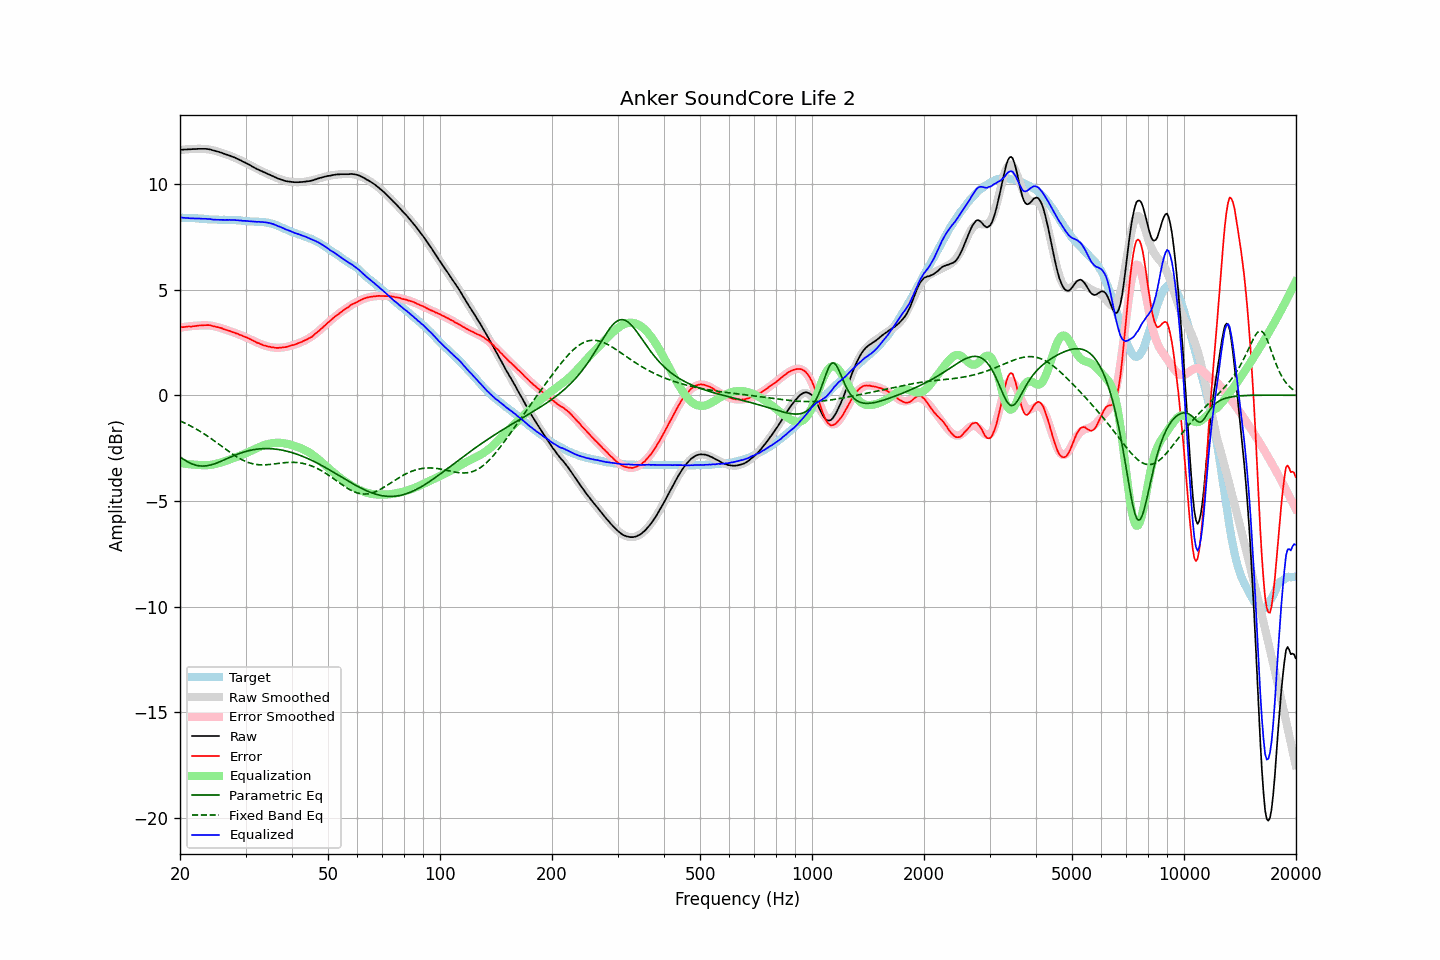 Anker SoundCore Life 2
Amplitude (dBr)
10
5
0
−5
−10
−15
−20
Target
Raw Smoothed
Error Smoothed
Raw
Error
Equalization
Parametric Eq
Fixed Band Eq
Equalized
20 50 100 200 500 1000 2000 5000 10000 20000
Frequency (Hz)